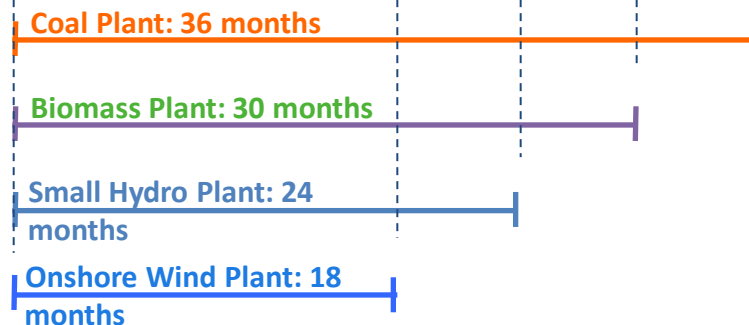 Coal Plant: 36 months
Biomass Plant: 30 months
Small Hydro Plant: 24
months
Onshore Wind Plant: 18
months